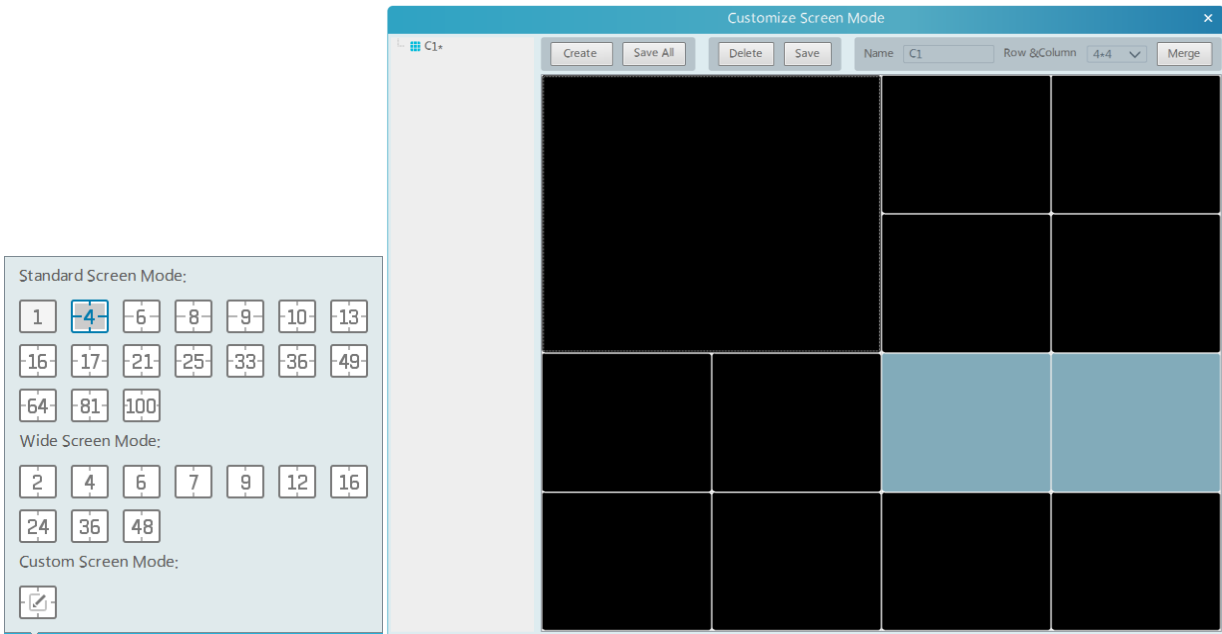 Customize Screen Mode ×
C1*
Create Save All Delete Save Name C1 Row &Column 4*4 Merge
Standard Screen Mode:
1 4 6 8 9 10 13
16 17 21 25 33 36 49
64 81 100
Wide Screen Mode:
2 4 6 7 9 12 16
24 36 48
Custom Screen Mode: